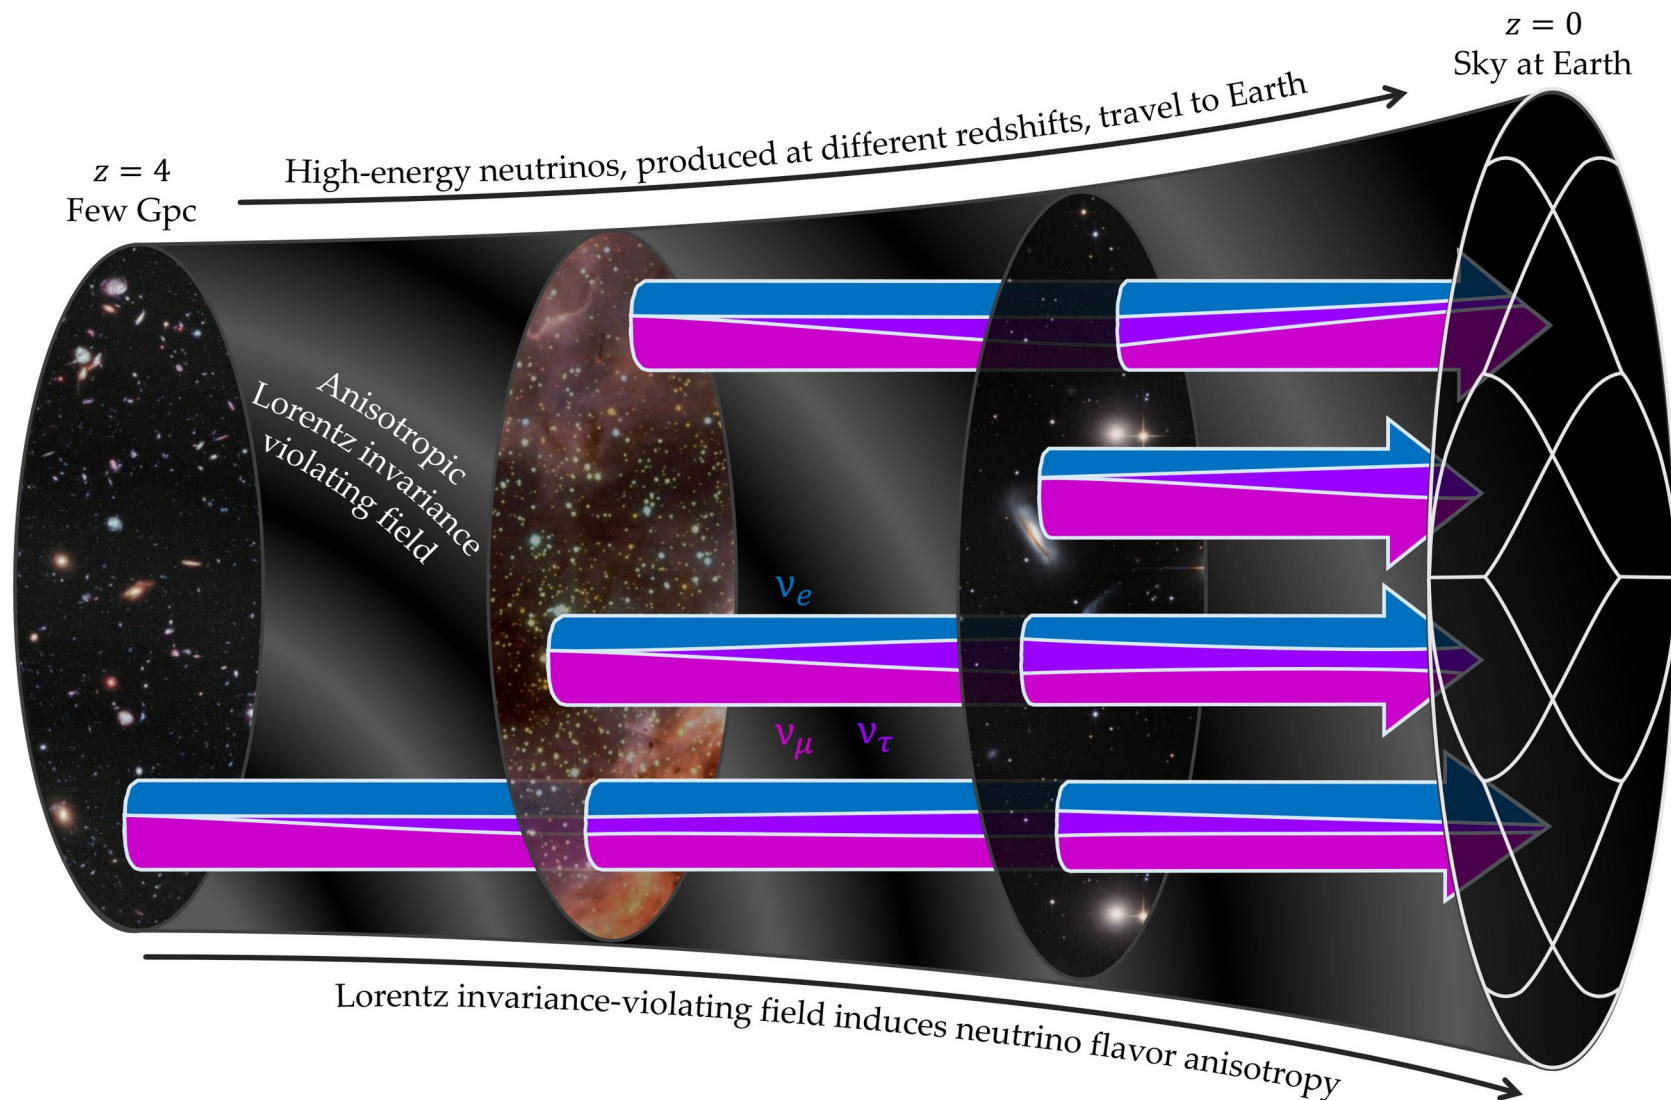 z = 0
Sky at Earth
High-energy neutrinos, produced at different redshifts, travel to Earth
z = 4
Few Gpc
Anisotropic
Lorentz invariance
violating field
νe
νμ ντ
Lorentz invariance-violating field induces neutrino flavor anisotropy